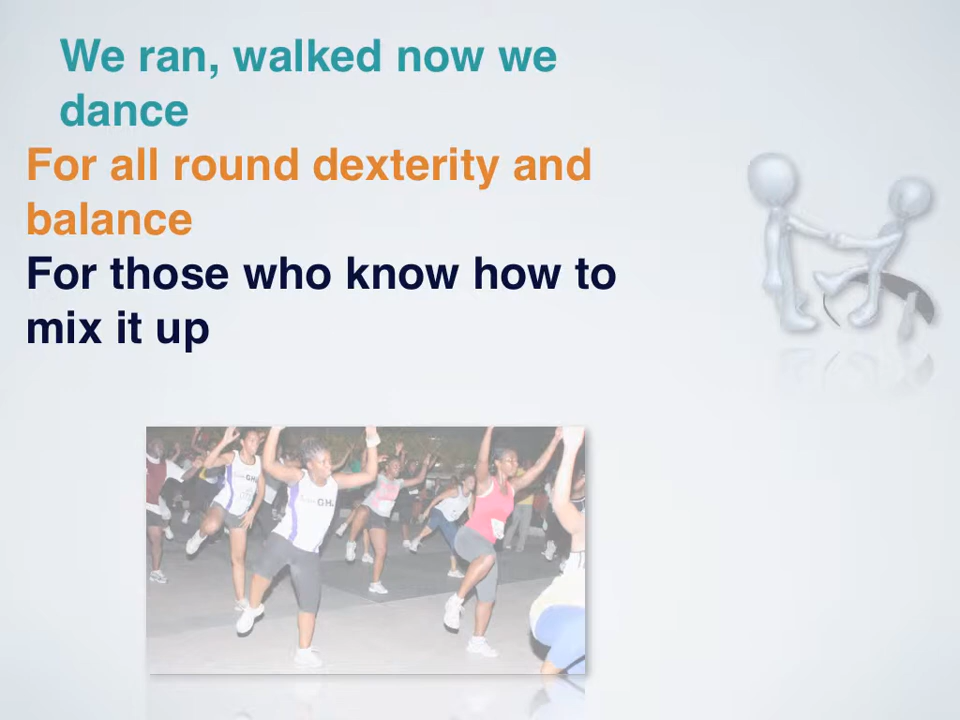 We ran, walked now we
dance
For all round dexterity and
balance
For those who know how to
mix it up